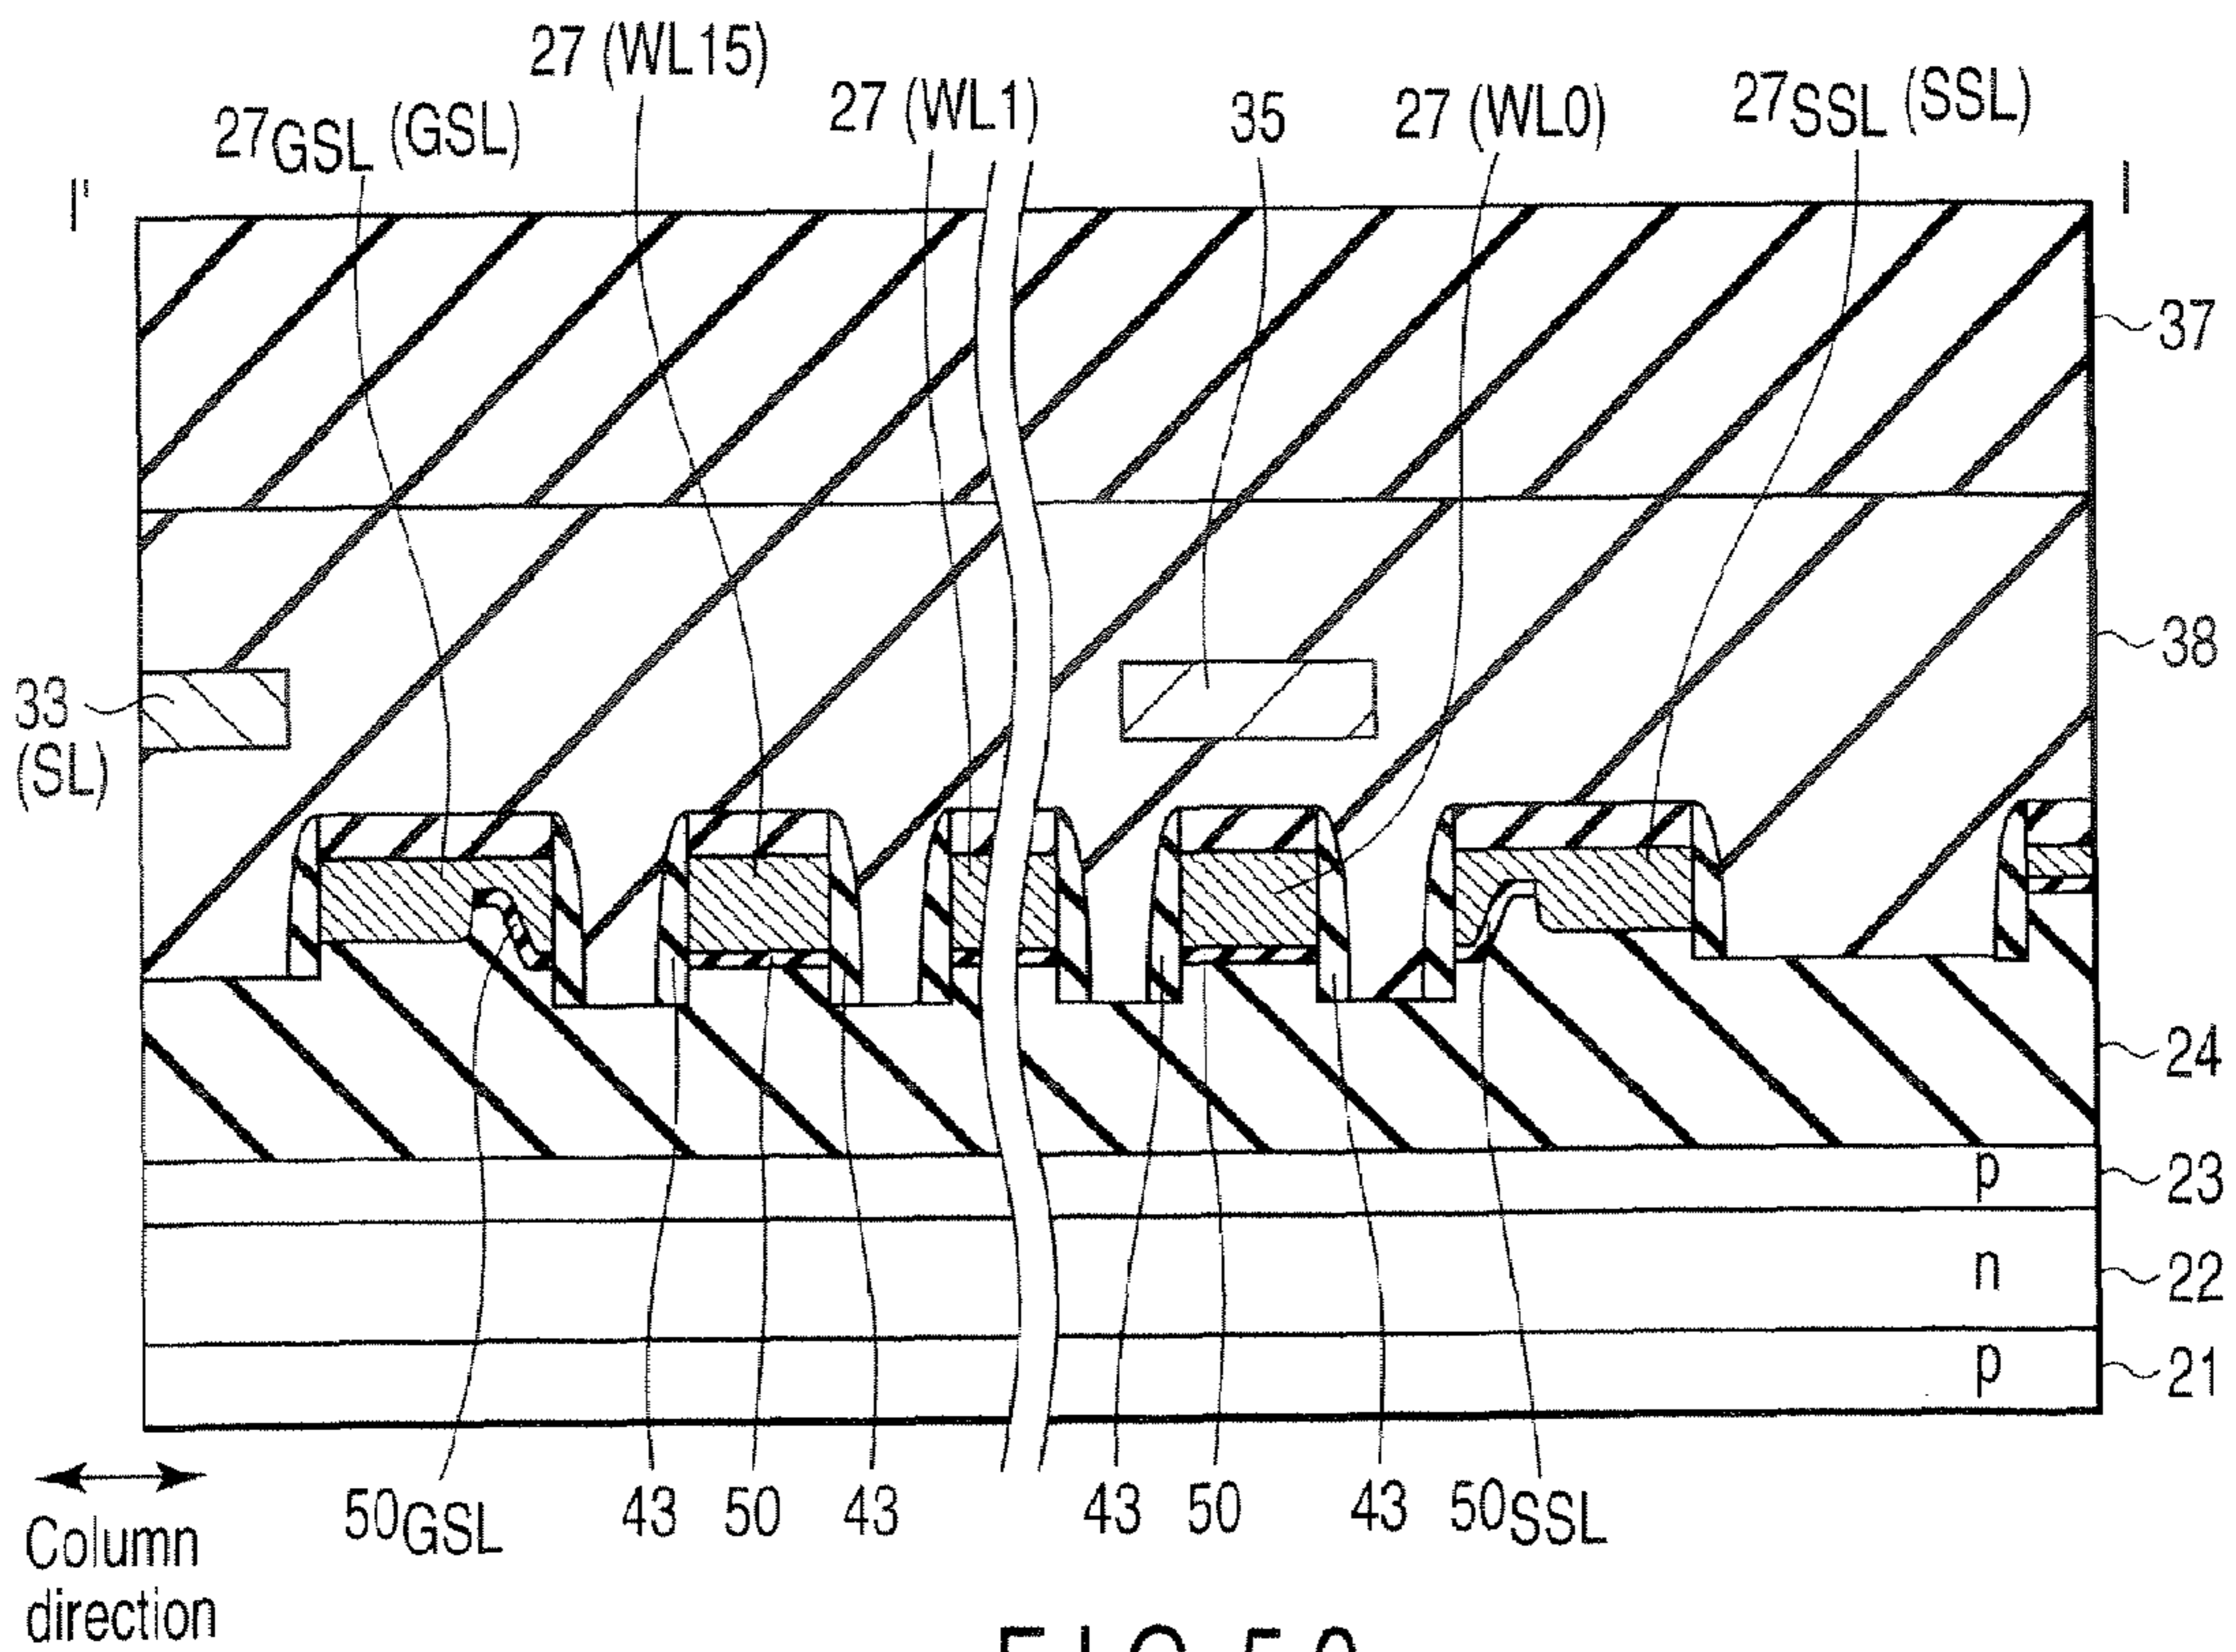 27 (WL15)
27 (WL1)
35
27 (WL0)
27SSL (SSL)
27GSL (GSL)
I'
I
37
38
33
(SL)
24
p
23
n
22
p
21
50GSL
43
50
43
43
50
43
50SSL
Column
direction